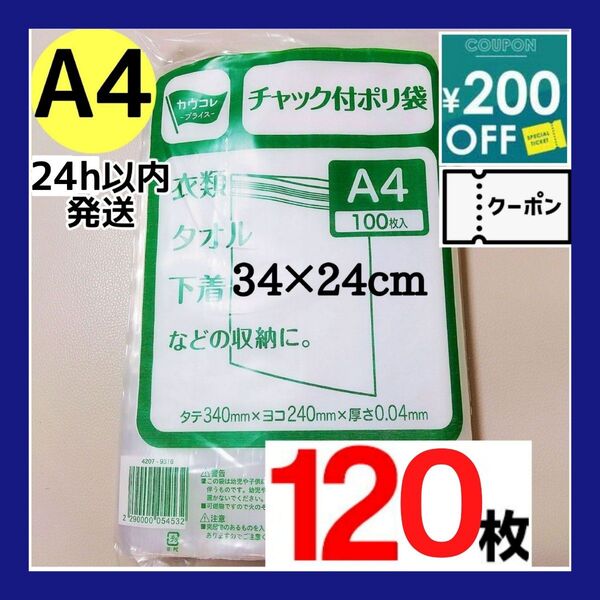 A4
24h以内
発送
カウコレ
-プライス-
チャック付ポリ袋
COUPON
¥200
OFF
SPECIAL
TICKET
クーポン
衣類
タオル
下着
などの収納に。
A4
100枚入
34×24cm
タテ340mm×ヨコ240mm×厚さ0.04mm
120枚
2 290000 054532
⚠警告
⚠注意